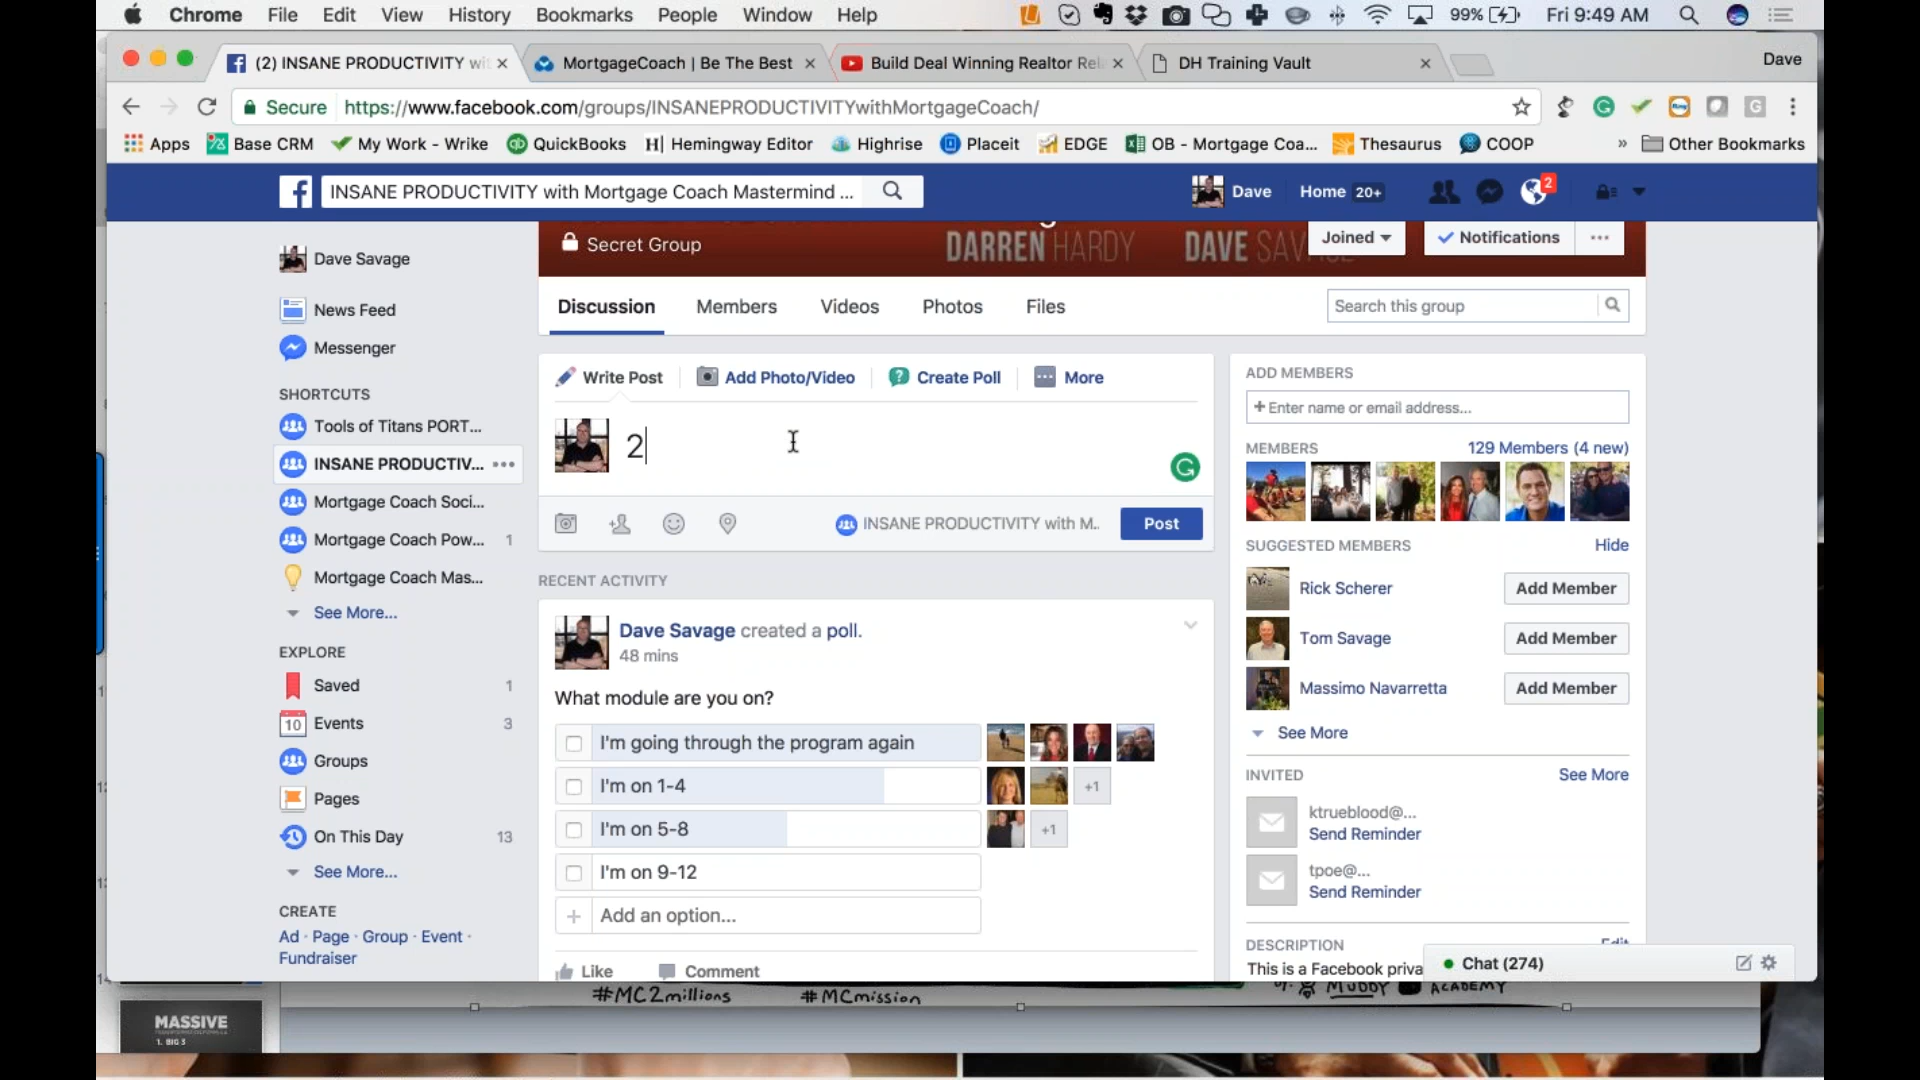 Chrome File Edit View History Bookmarks People Window Help 99% Fri 9:49 AM
(2) INSANE PRODUCTIVITY wit MortgageCoach | Be The Best Build Deal Winning Realtor Rel DH Training Vault Dave
Secure https://www.facebook.com/groups/INSANEPRODUCTIVITYwithMortgageCoach/
Apps Base CRM My Work - Wrike QuickBooks Hemingway Editor Highrise Placeit EDGE OB - Mortgage Coa... Thesaurus COOP » Other Bookmarks
INSANE PRODUCTIVITY with Mortgage Coach Mastermind ... Dave Home 20+ 2
Secret Group DARREN HARDY DAVE SAV Joined Notifications ...
Discussion Members Videos Photos Files Search this group
Dave Savage
News Feed
Messenger
SHORTCUTS
Tools of Titans PORT...
INSANE PRODUCTIV... •••
Mortgage Coach Soci...
Mortgage Coach Pow... 1
Mortgage Coach Mas...
See More...
EXPLORE
Saved 1
10 Events 3
Groups
Pages
On This Day 13
See More...
CREATE
Ad · Page · Group · Event ·
Fundraiser
Write Post Add Photo/Video Create Poll More
2
INSANE PRODUCTIVITY with M.. Post
RECENT ACTIVITY
Dave Savage created a poll.
48 mins
What module are you on?
I'm going through the program again
I'm on 1-4 +1
I'm on 5-8 +1
I'm on 9-12
+ Add an option...
Like Comment
ADD MEMBERS
+ Enter name or email address...
MEMBERS 129 Members (4 new)
SUGGESTED MEMBERS Hide
Rick Scherer Add Member
Tom Savage Add Member
Massimo Navarretta Add Member
See More
INVITED See More
ktrueblood@...
Send Reminder
tpoe@...
Send Reminder
DESCRIPTION Edit
This is a Facebook priva
Chat (274)
#MC2millions #MCmission MUDDY ACADEMY
MASSIVE
1. BIG 3